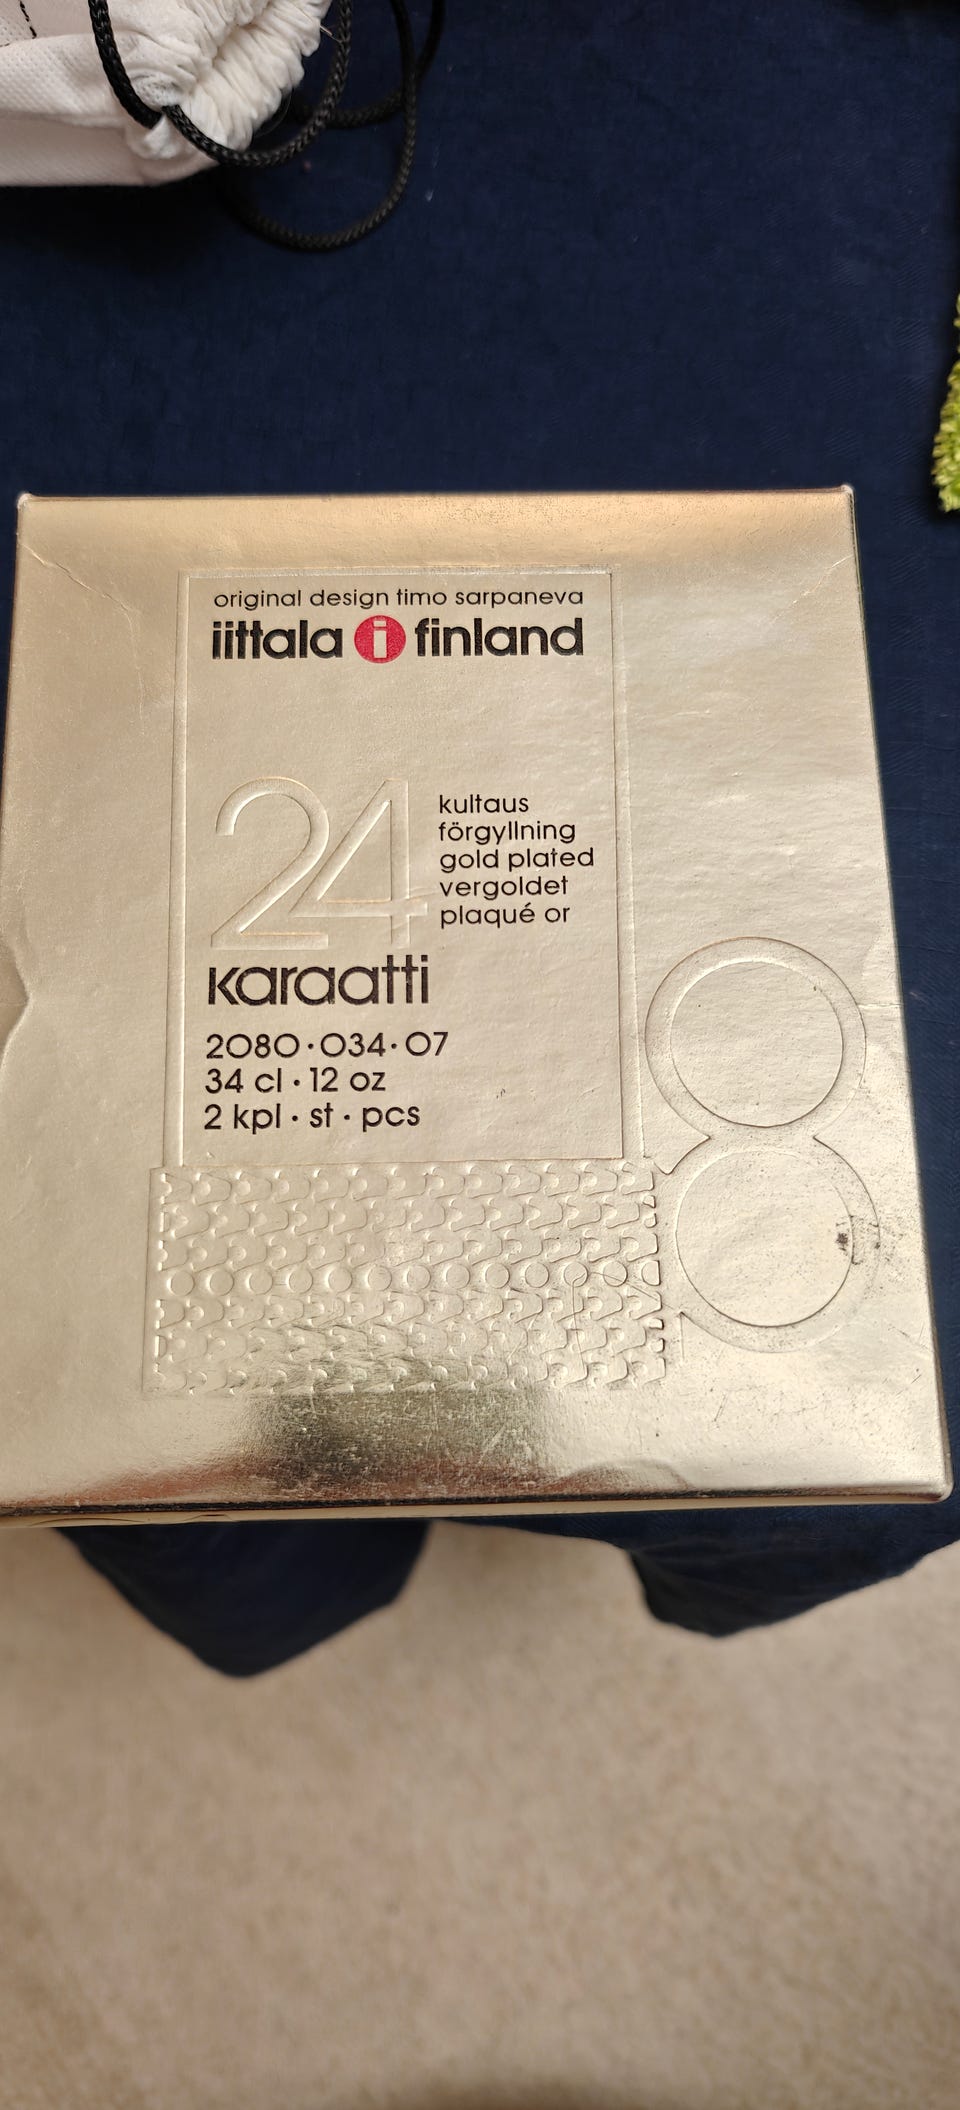 original design timo sarpaneva
iittala i finland
24
kultaus
förgyllning
gold plated
vergoldet
plaqué or
karaatti
2080·034·07
34 cl · 12 oz
2 kpl · st · pcs